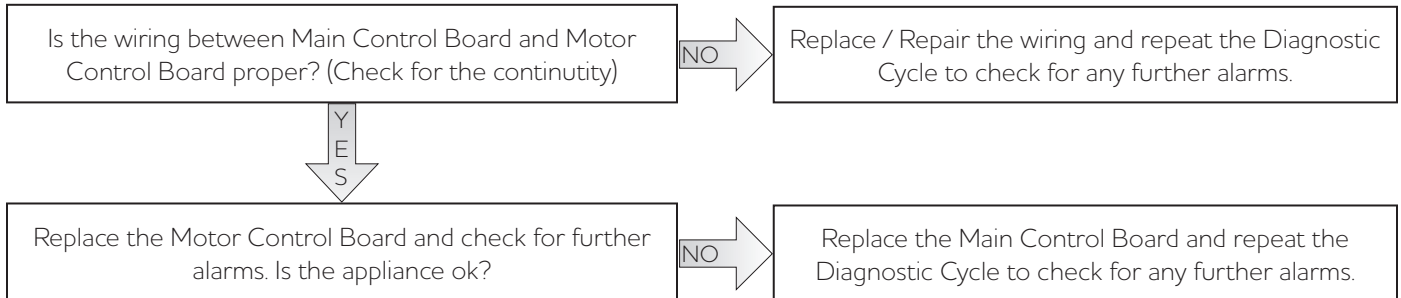 Is the wiring between Main Control Board and Motor
Control Board proper? (Check for the continutity)
NO
Replace / Repair the wiring and repeat the Diagnostic
Cycle to check for any further alarms.
Y
E
S
Replace the Motor Control Board and check for further
alarms. Is the appliance ok?
NO
Replace the Main Control Board and repeat the
Diagnostic Cycle to check for any further alarms.